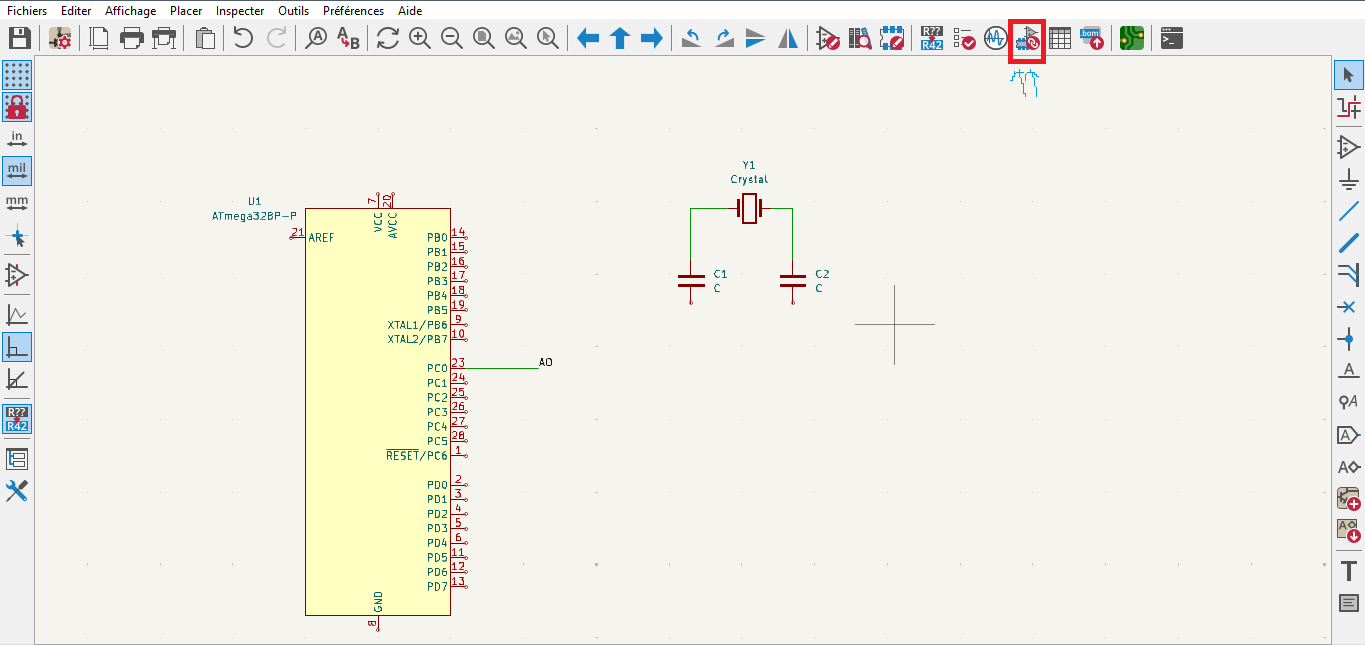 Fichiers Editer Affichage Placer Inspecter Outils Préférences Aide
A A B R?? R42 bom
in
mil
mm
R??
R42
Y1
Crystal
U1
ATmega328P-P
7 20
VCC AVCC
21 AREF
PB0 14
PB1 15
PB2 16
PB3 17
PB4 18
PB5 19
XTAL1/PB6 9
XTAL2/PB7 10
PC0 23 A0
PC1 24
PC2 25
PC3 26
PC4 27
PC5 28
RESET/PC6 1
PD0 2
PD1 3
PD2 4
PD3 5
PD4 6
PD5 11
PD6 12
PD7 13
GND
8
C1
C
C2
C
A
A
A
A
A
T